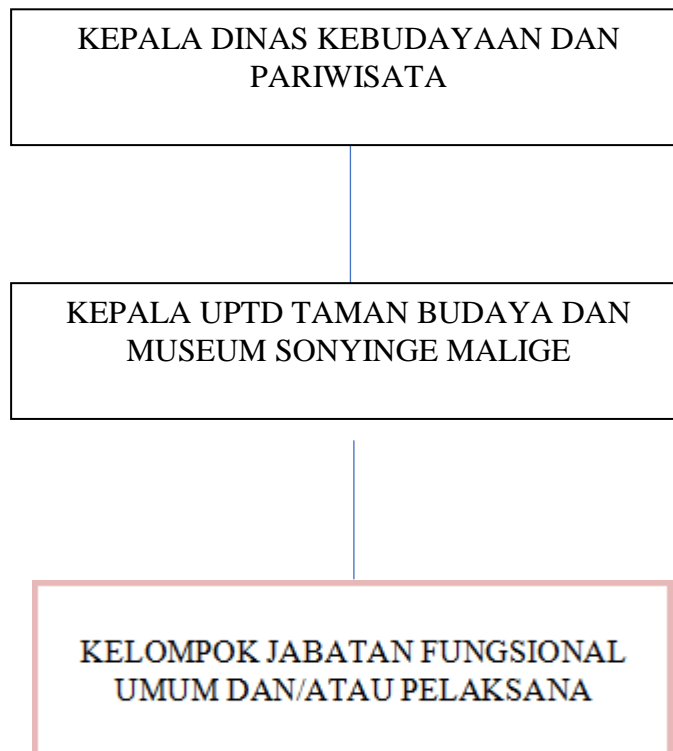 KEPALA DINAS KEBUDAYAAN DAN
PARIWISATA
KEPALA UPTD TAMAN BUDAYA DAN
MUSEUM SONYINGE MALIGE
KELOMPOK JABATAN FUNGSIONAL
UMUM DAN/ATAU PELAKSANA